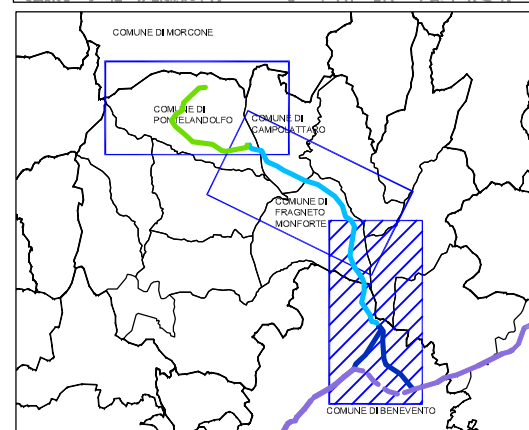 COMUNE DI MORCONE
COMUNE DI
PONTELANDOLFO
COMUNE DI
CAMPOLATTARO
COMUNE DI
FRAGNETO
MONFORTE
COMUNE DI BENEVENTO